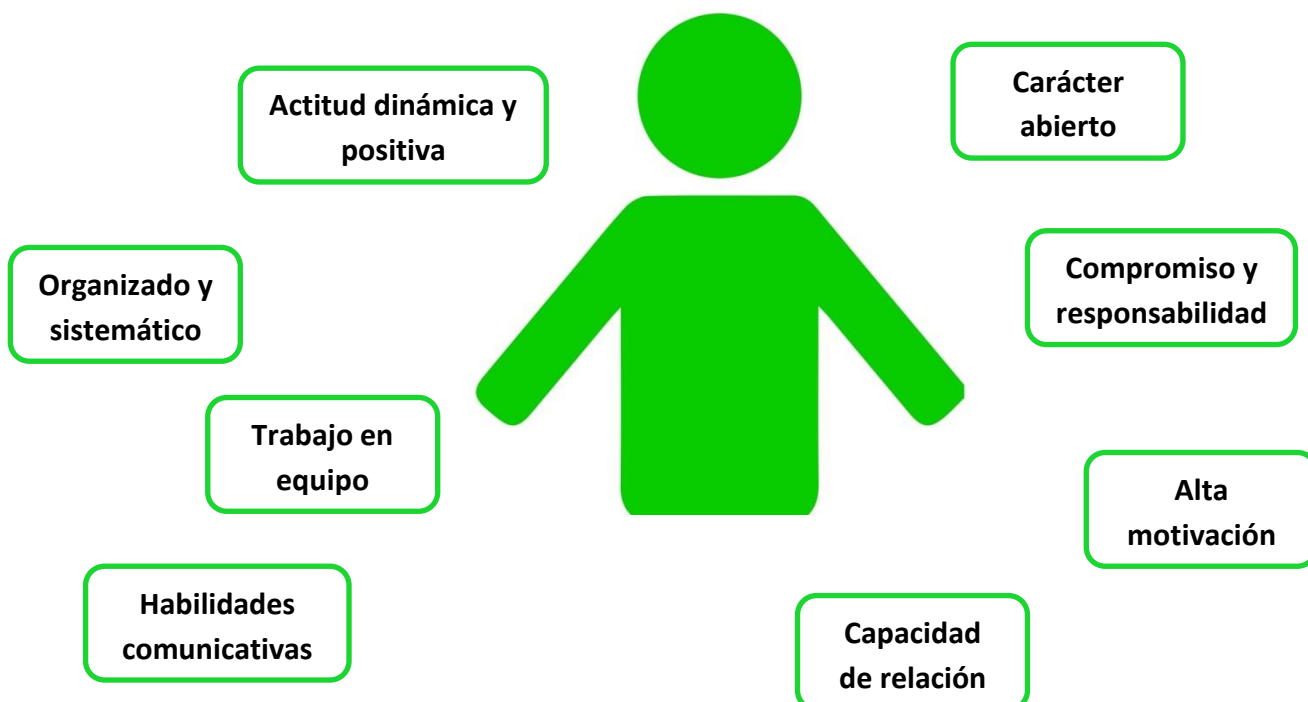 Actitud dinámica y
positiva
Carácter
abierto
Organizado y
sistemático
Compromiso y
responsabilidad
Trabajo en
equipo
Alta
motivación
Habilidades
comunicativas
Capacidad
de relación